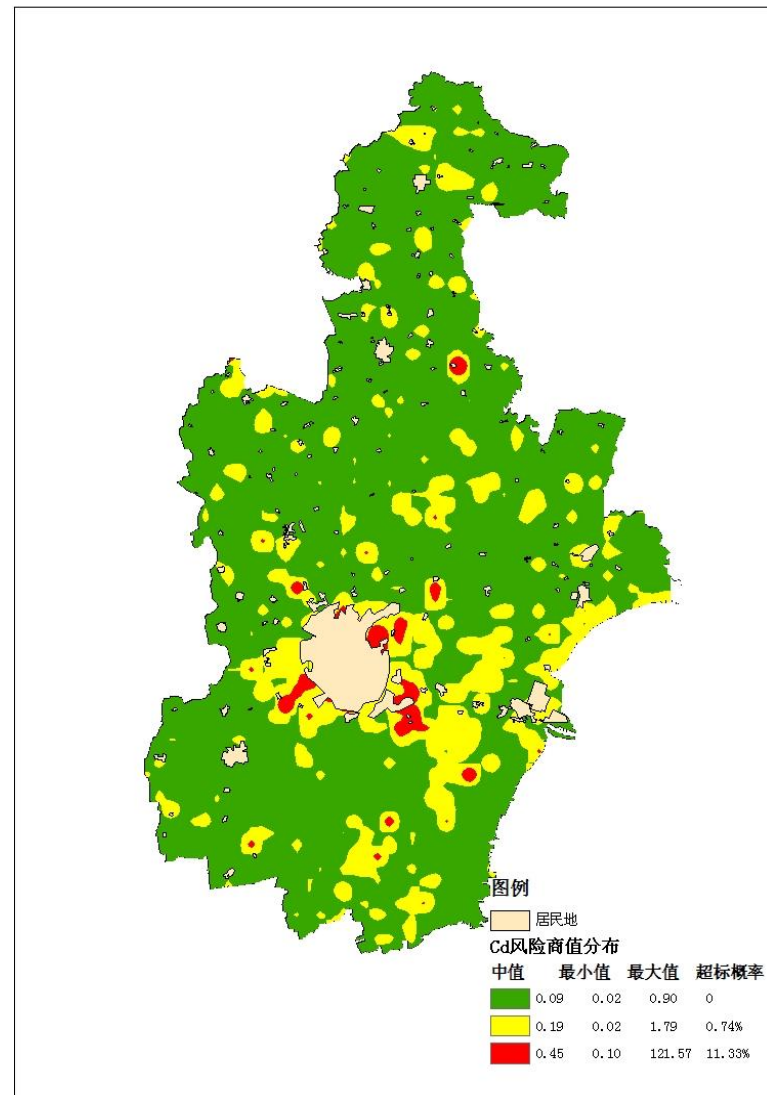 图例
居民地
Cd风险商值分布
中值 最小值 最大值 超标概率
0.09 0.02 0.90 0
0.19 0.02 1.79 0.74%
0.45 0.10 121.57 11.33%